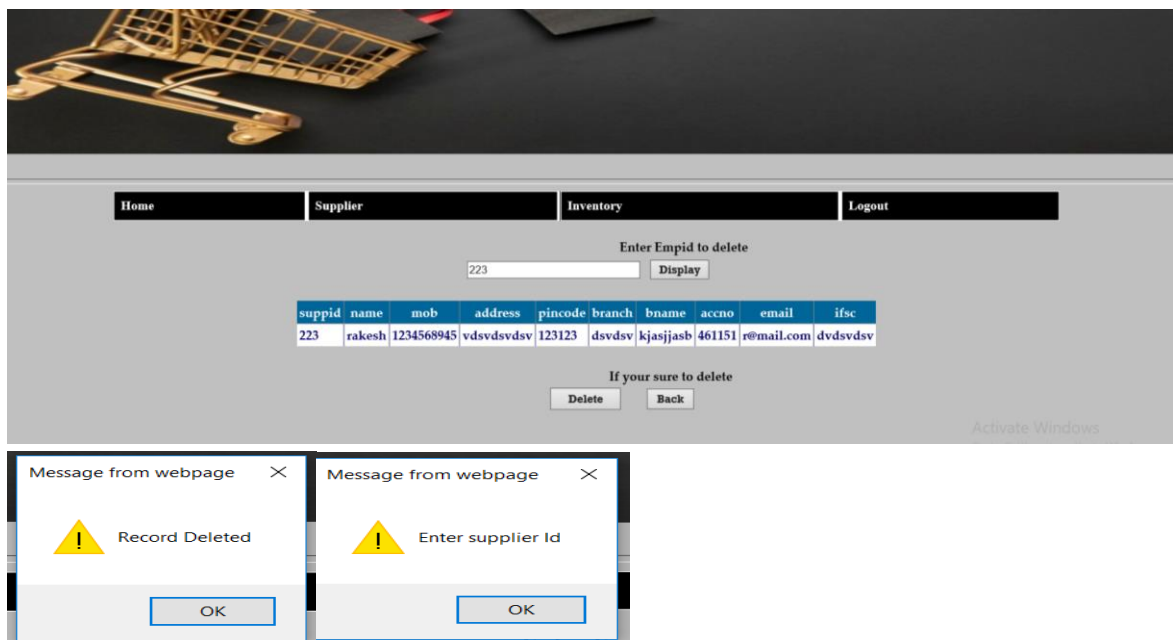 Home Supplier Inventory Logout
Enter Empid to delete
223 Display
suppid name mob address pincode branch bname accno email ifsc
223 rakesh 1234568945 vdsvdsvdsv 123123 dsvdsv kjasjjasb 461151 r@mail.com dvdsvdsv
If your sure to delete
Delete Back
Activate Windows
Message from webpage
Record Deleted
OK
Message from webpage
Enter supplier Id
OK